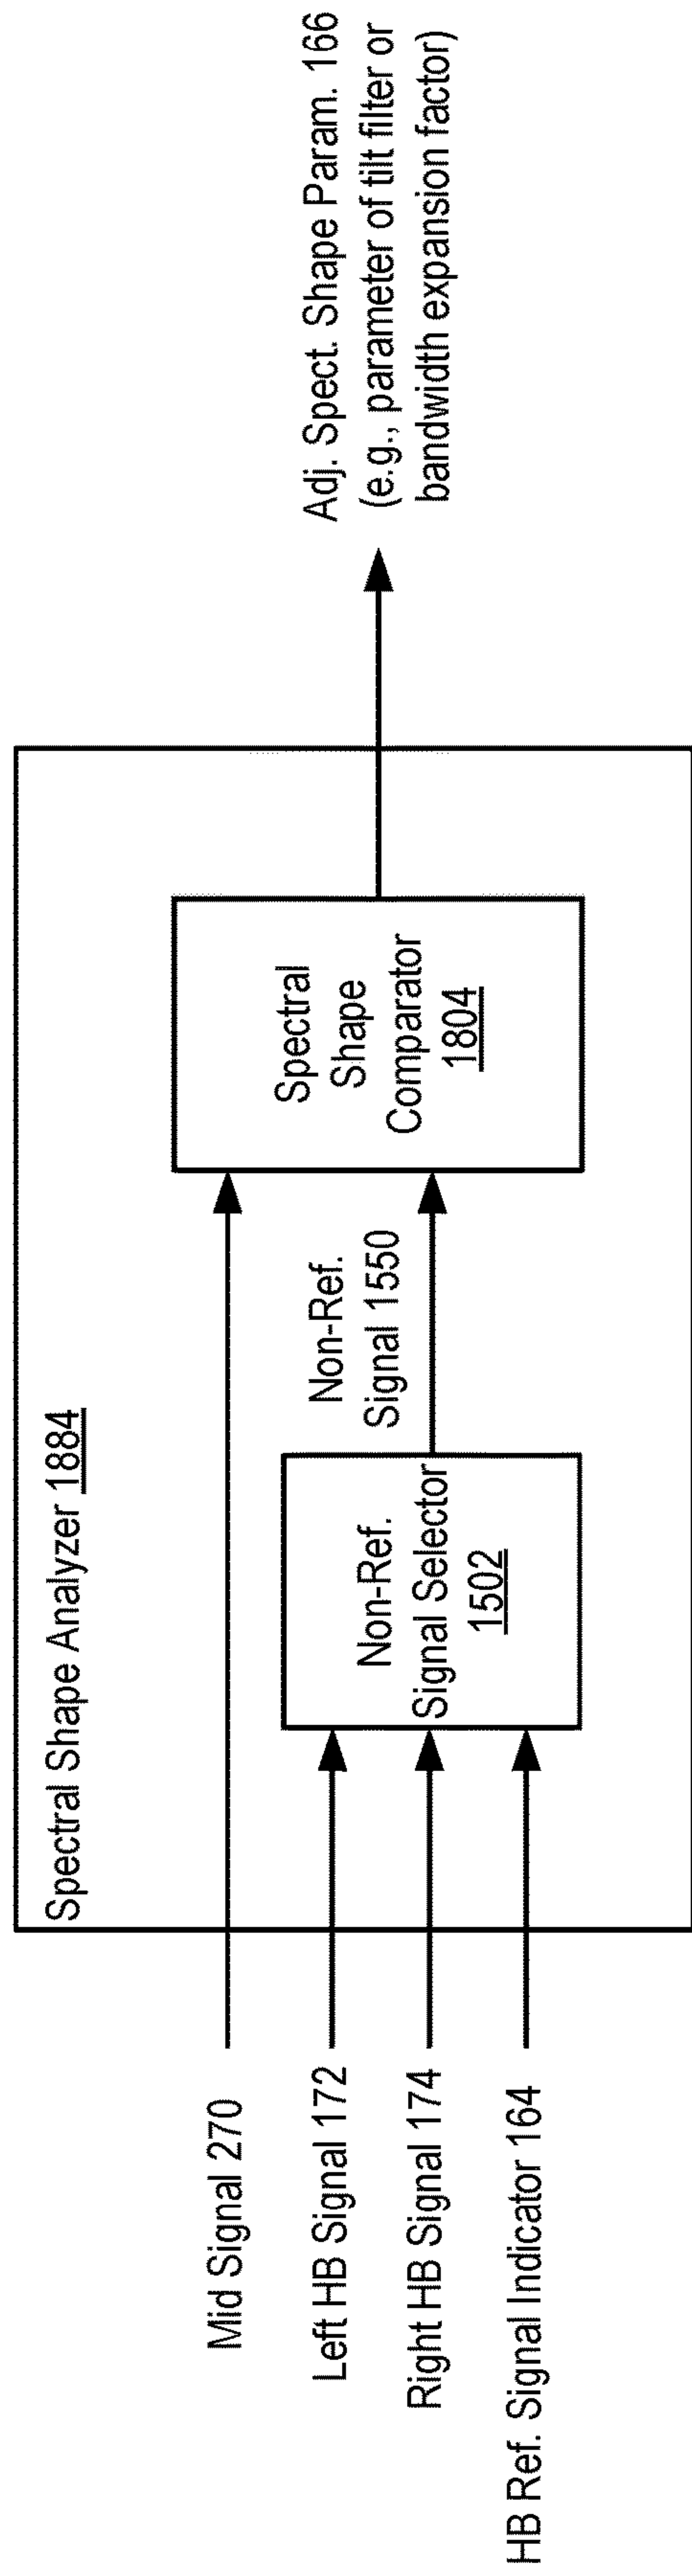 Spectral Shape Analyzer 1884
Mid Signal 270
Left HB Signal 172
Right HB Signal 174
HB Ref. Signal Indicator 164
Non-Ref.
Signal Selector
1502
Non-Ref.
Signal 1550
Spectral
Shape
Comparator
1804
Adj. Spect. Shape Param. 166
(e.g., parameter of tilt filter or
bandwidth expansion factor)